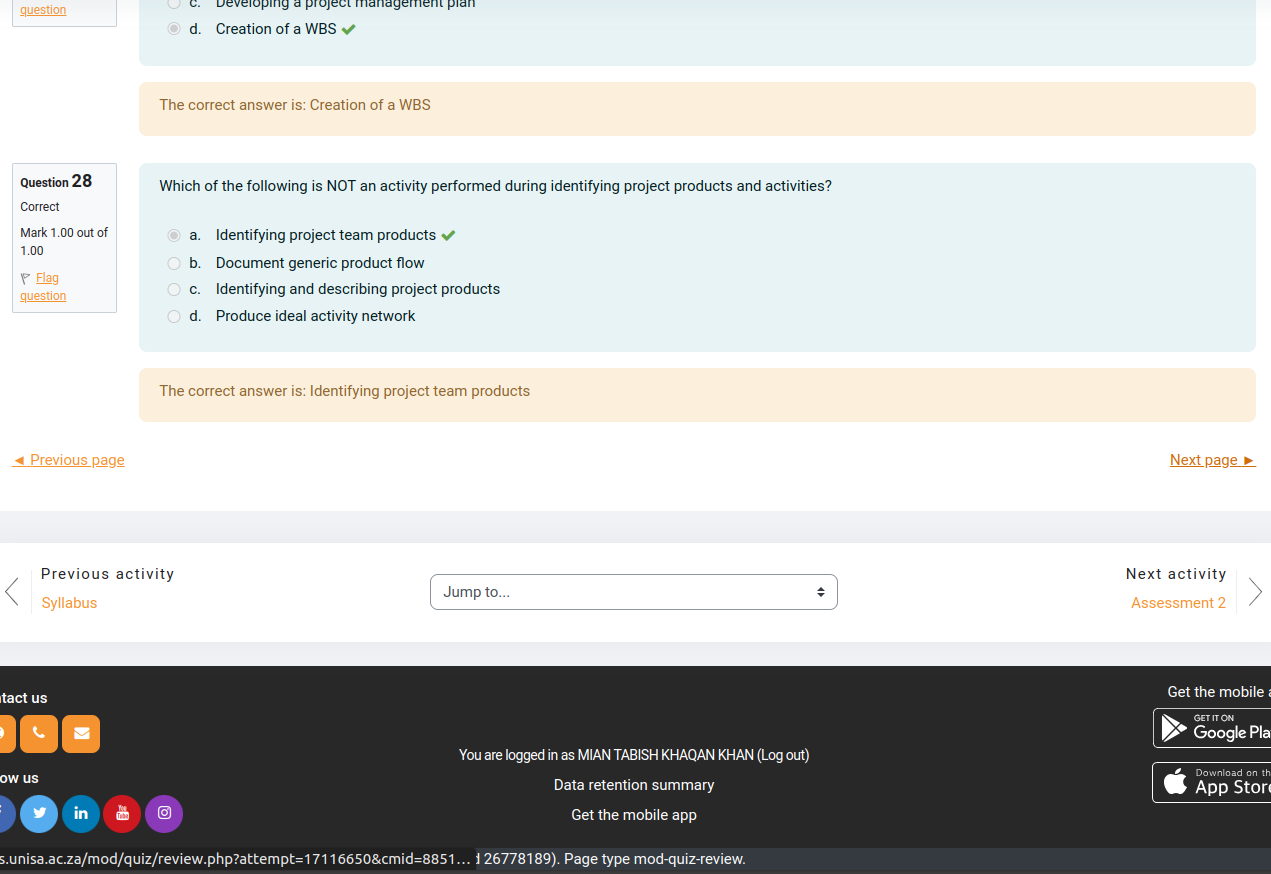 question
c. Developing a project management plan
d. Creation of a WBS
The correct answer is: Creation of a WBS
Question 28
Correct
Mark 1.00 out of
1.00
Flag
question
Which of the following is NOT an activity performed during identifying project products and activities?
a. Identifying project team products
b. Document generic product flow
c. Identifying and describing project products
d. Produce ideal activity network
The correct answer is: Identifying project team products
◄ Previous page
Next page ►
Previous activity
Syllabus
Jump to...
Next activity
Assessment 2
tact us
ow us
You are logged in as MIAN TABISH KHAQAN KHAN (Log out)
Data retention summary
Get the mobile app
Get the mobile a
GET IT ON
Google Pla
Download on th
App Stor
in
You
Tube
s.unisa.ac.za/mod/quiz/review.php?attempt=17116650&cmid=8851...
26778189). Page type mod-quiz-review.